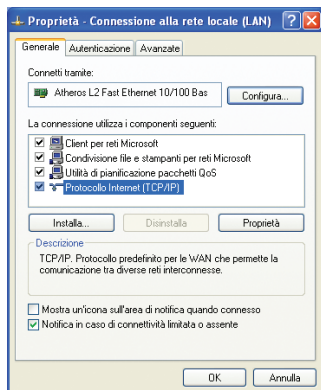 Proprietà - Connessione alla rete locale (LAN)
Generale Autenticazione Avanzate
Connetti tramite:
Atheros L2 Fast Ethernet 10/100 Bas Configura...
La connessione utilizza i componenti seguenti:
Client per reti Microsoft
Condivisione file e stampanti per reti Microsoft
Utilità di pianificazione pacchetti QoS
Protocollo Internet (TCP/IP)
Installa... Disinstalla Proprietà
Descrizione
TCP/IP. Protocollo predefinito per le WAN che permette la
comunicazione tra diverse reti interconnesse.
Mostra un'icona sull'area di notifica quando connesso
Notifica in caso di connettività limitata o assente
OK Annulla